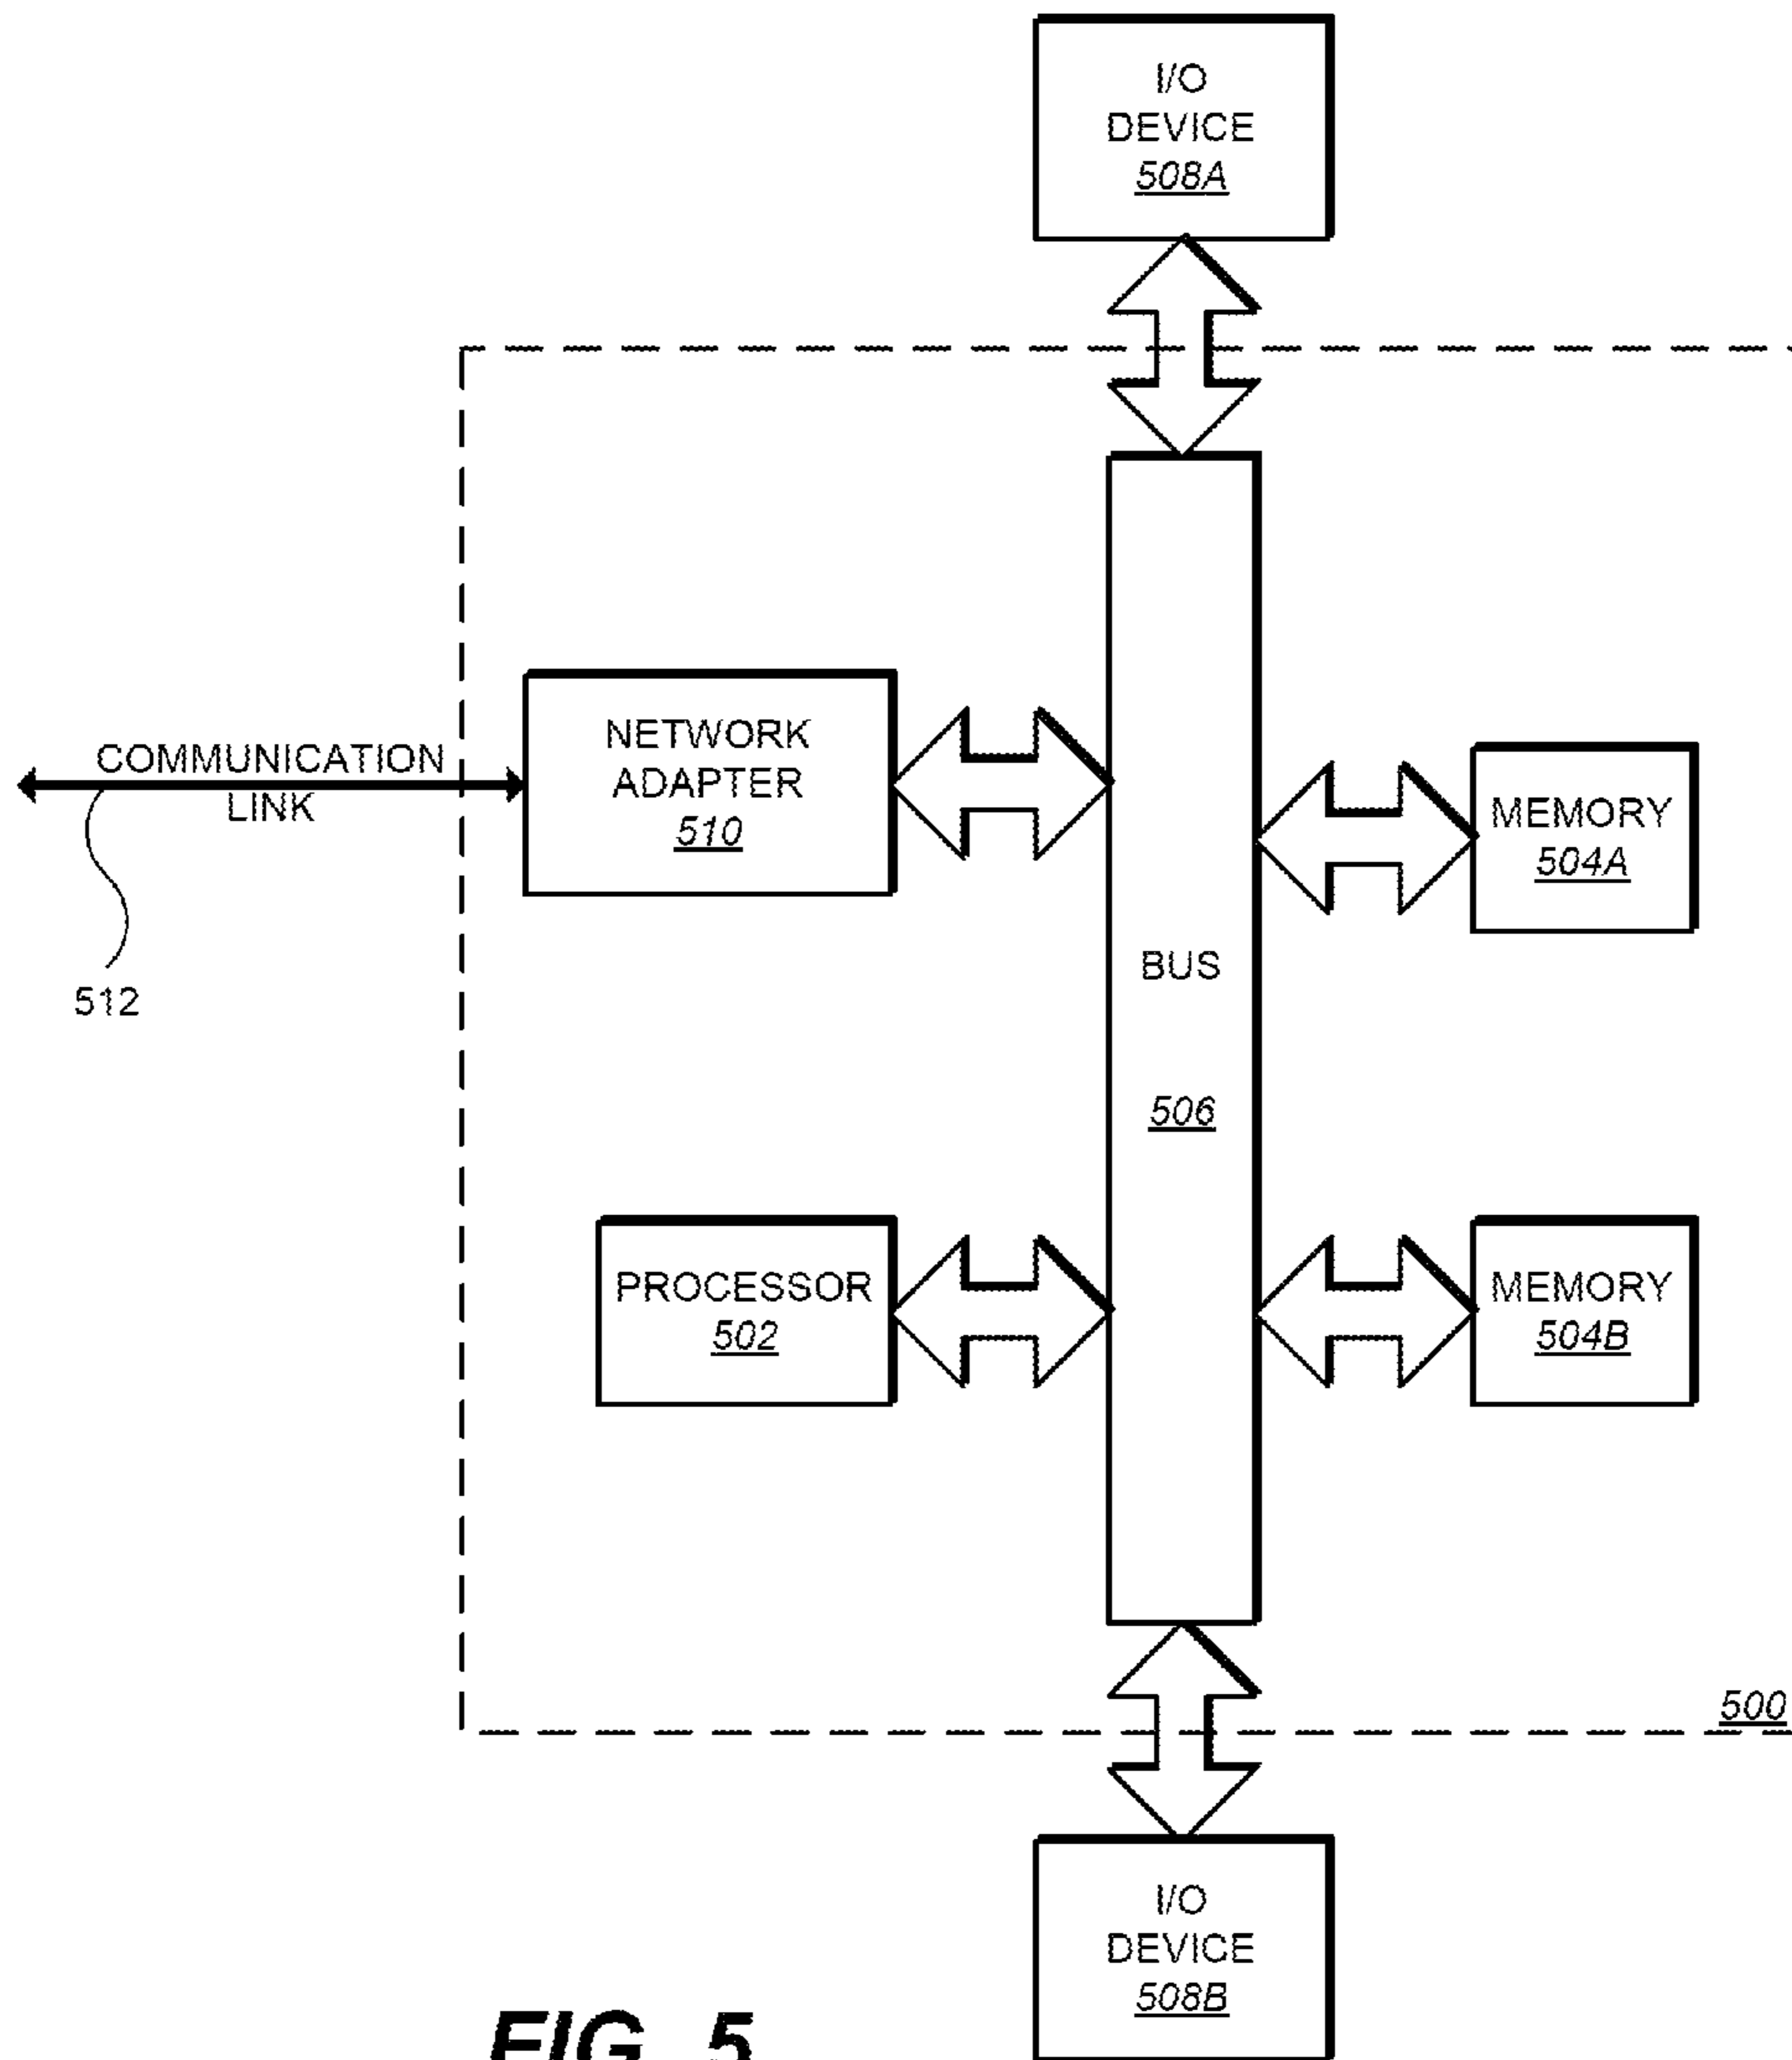 I/O
DEVICE
508A
NETWORK
ADAPTER
510
COMMUNICATION
LINK
512
MEMORY
504A
BUS
506
PROCESSOR
502
MEMORY
504B
500
I/O
DEVICE
508B
FIG. 5